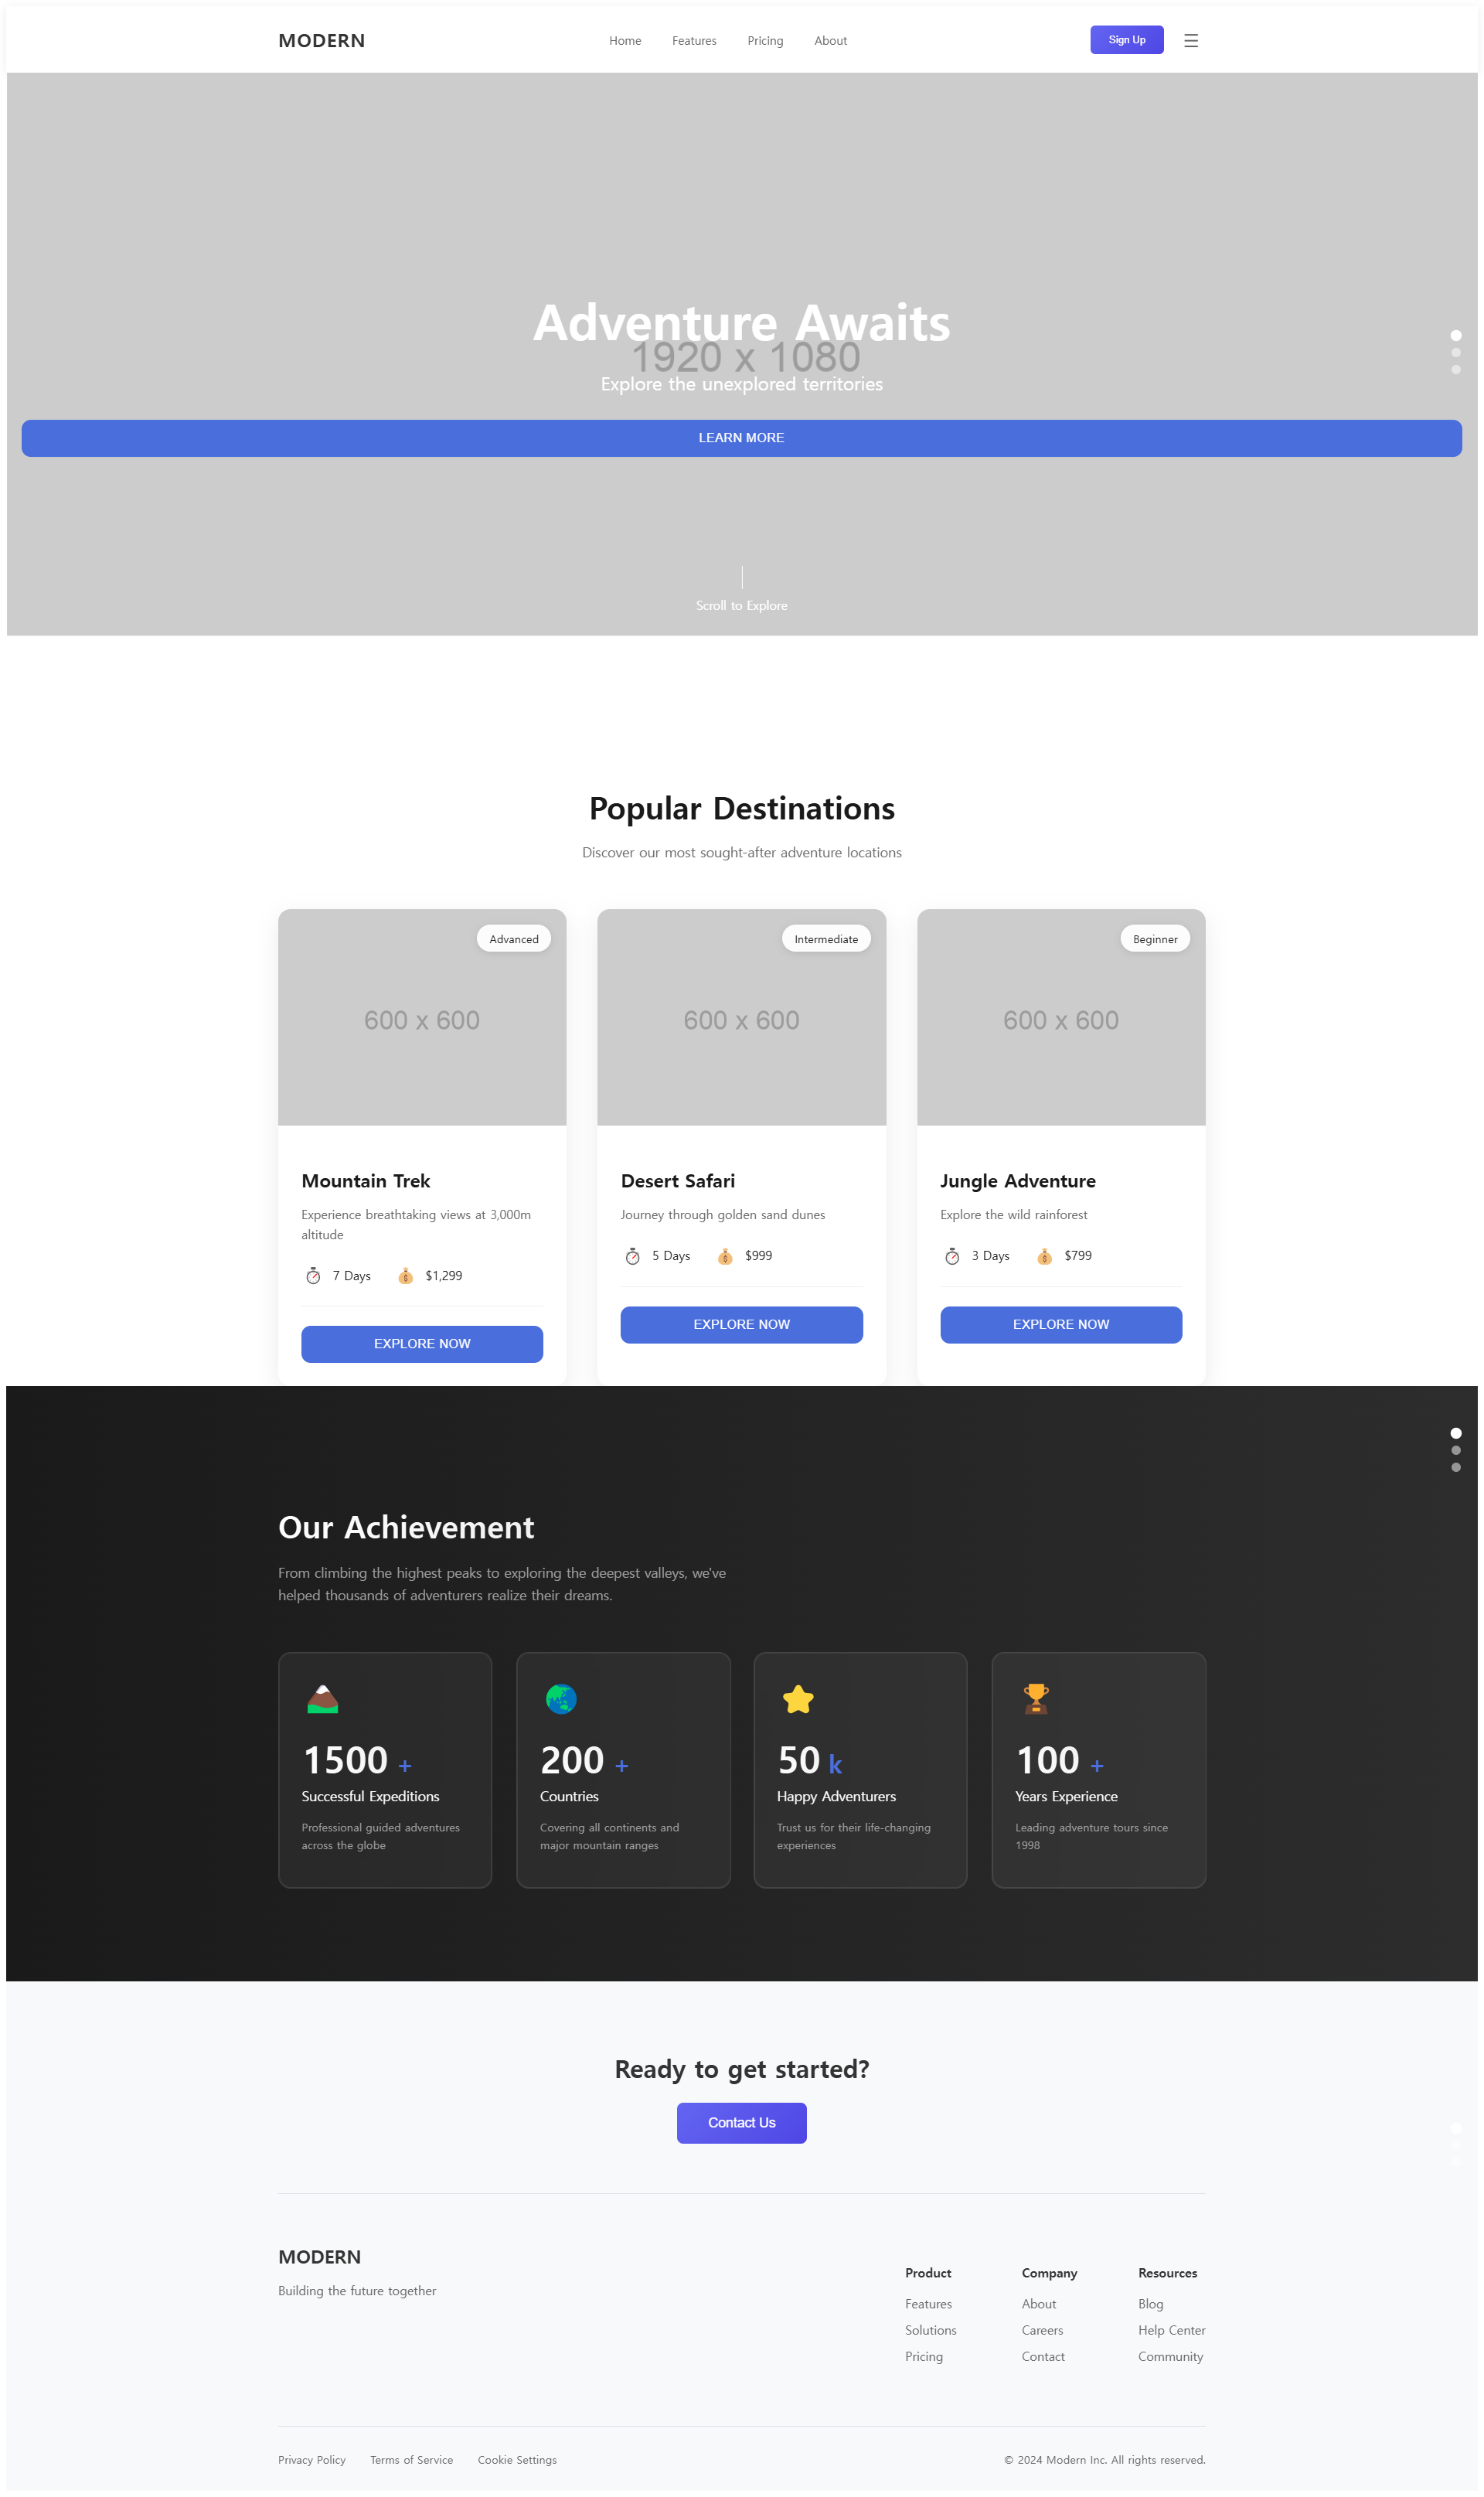 MODERN
Home
Features
Pricing
About
Sign Up
Adventure Awaits
1920 x 1080
Explore the unexplored territories
LEARN MORE
Scroll to Explore
Popular Destinations
Discover our most sought-after adventure locations
Advanced
600 x 600
Mountain Trek
Experience breathtaking views at 3,000m
altitude
7 Days
$1,299
EXPLORE NOW
Intermediate
600 x 600
Desert Safari
Journey through golden sand dunes
5 Days
$999
EXPLORE NOW
Beginner
600 x 600
Jungle Adventure
Explore the wild rainforest
3 Days
$799
EXPLORE NOW
Our Achievement
From climbing the highest peaks to exploring the deepest valleys, we've
helped thousands of adventurers realize their dreams.
1500 +
Successful Expeditions
Professional guided adventures
across the globe
200 +
Countries
Covering all continents and
major mountain ranges
50 k
Happy Adventurers
Trust us for their life-changing
experiences
100 +
Years Experience
Leading adventure tours since
1998
Ready to get started?
Contact Us
MODERN
Building the future together
Product
Features
Solutions
Pricing
Company
About
Careers
Contact
Resources
Blog
Help Center
Community
Privacy Policy
Terms of Service
Cookie Settings
© 2024 Modern Inc. All rights reserved.